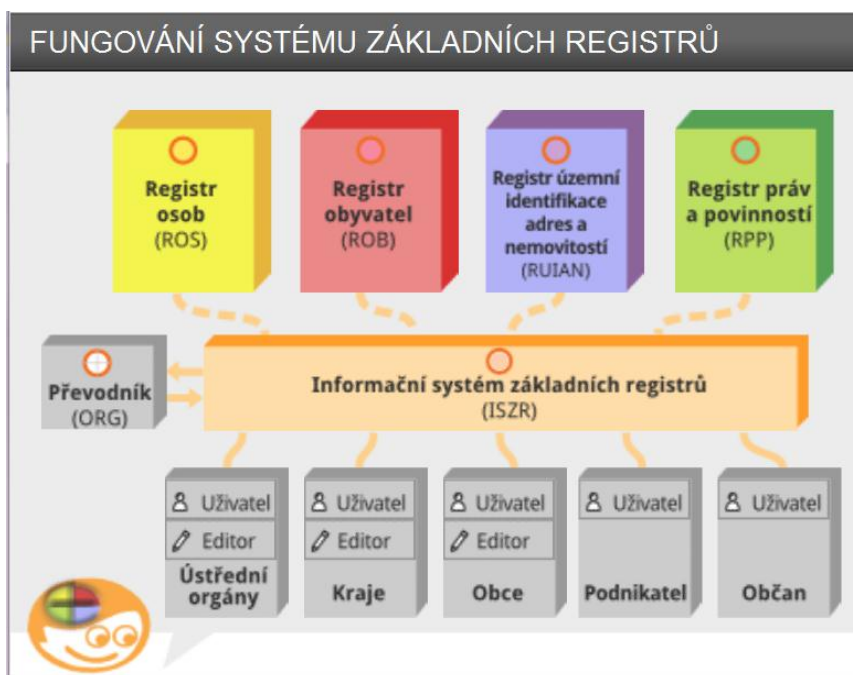 FUNGOVÁNÍ SYSTÉMU ZÁKLADNÍCH REGISTRŮ
Registr
osob
(ROS)
Registr
obyvatel
(ROB)
Registr územní
identifikace
adres a
nemovitostí
(RUIAN)
Registr práv
a povinností
(RPP)
Převodník
(ORG)
Informační systém základních registrů
(ISZR)
Uživatel
Editor
Ústřední
orgány
Uživatel
Editor
Kraje
Uživatel
Editor
Obce
Uživatel
Podnikatel
Uživatel
Občan